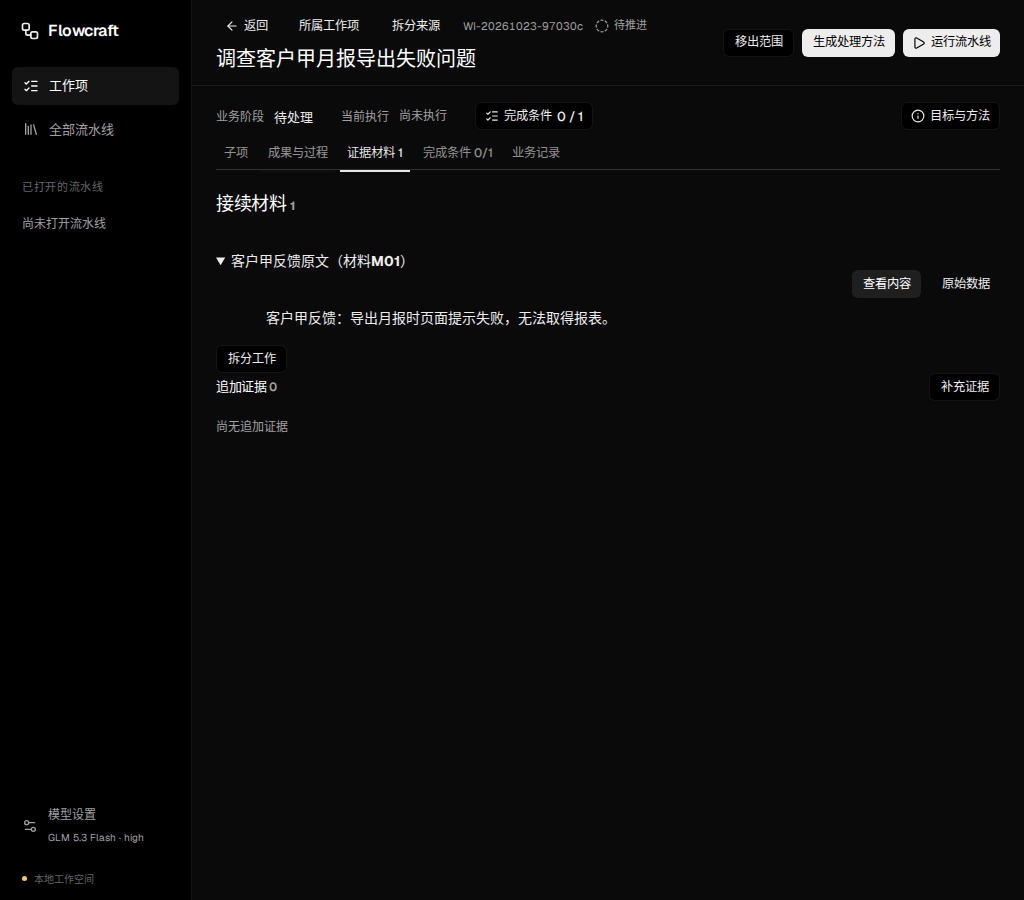 Flowcraft
工作项
全部流水线
已打开的流水线
尚未打开流水线
模型设置
GLM 5.3 Flash · high
本地工作空间
返回 所属工作项 拆分来源 WI-20261023-97030c 待推进
调查客户甲月报导出失败问题
移出范围 生成处理方法 运行流水线
业务阶段 待处理 当前执行 尚未执行 完成条件 0 / 1 目标与方法
子项 成果与过程 证据材料 1 完成条件 0/1 业务记录
接续材料 1
客户甲反馈原文（材料M01）
查看内容 原始数据
客户甲反馈：导出月报时页面提示失败，无法取得报表。
拆分工作
追加证据 0 补充证据
尚无追加证据